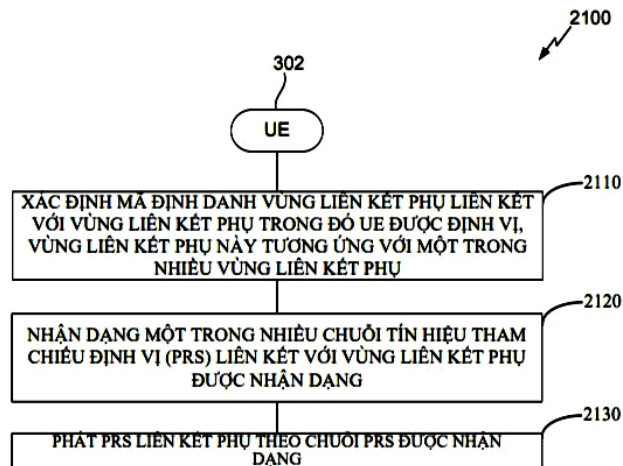 2100
302
UE
2110
XÁC ĐỊNH MÃ ĐỊNH DANH VÙNG LIÊN KẾT PHỤ LIÊN KẾT
VỚI VÙNG LIÊN KẾT PHỤ TRONG ĐÓ UE ĐƯỢC ĐỊNH VỊ,
VÙNG LIÊN KẾT PHỤ NÀY TƯƠNG ỨNG VỚI MỘT TRONG
NHIỀU VÙNG LIÊN KẾT PHỤ
2120
NHẬN DẠNG MỘT TRONG NHIỀU CHUỖI TÍN HIỆU THAM
CHIẾU ĐỊNH VỊ (PRS) LIÊN KẾT VỚI VÙNG LIÊN KẾT PHỤ
ĐƯỢC NHẬN DẠNG
2130
PHÁT PRS LIÊN KẾT PHỤ THEO CHUỖI PRS ĐƯỢC NHẬN
DẠNG